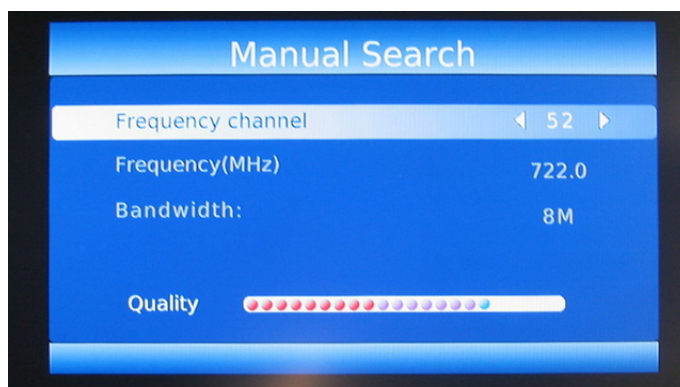 Manual Search
Frequency channel 52
Frequency(MHz) 722.0
Bandwidth: 8M
Quality